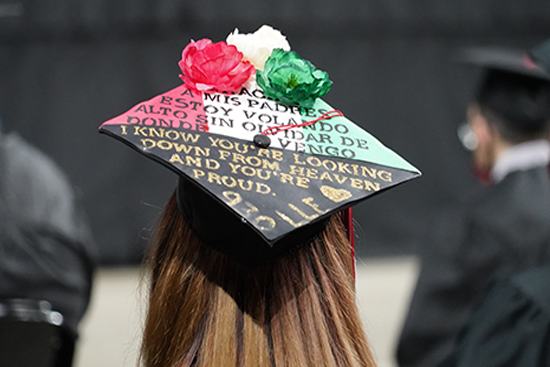 A
MIS PADRES
ESTOY VOLANDO
ALTO SIN OLVIDAR
DONDE VENGO
I KNOW YOU'RE LOOKING
DOWN FROM HEAVEN
AND YOU'RE
PROUD.